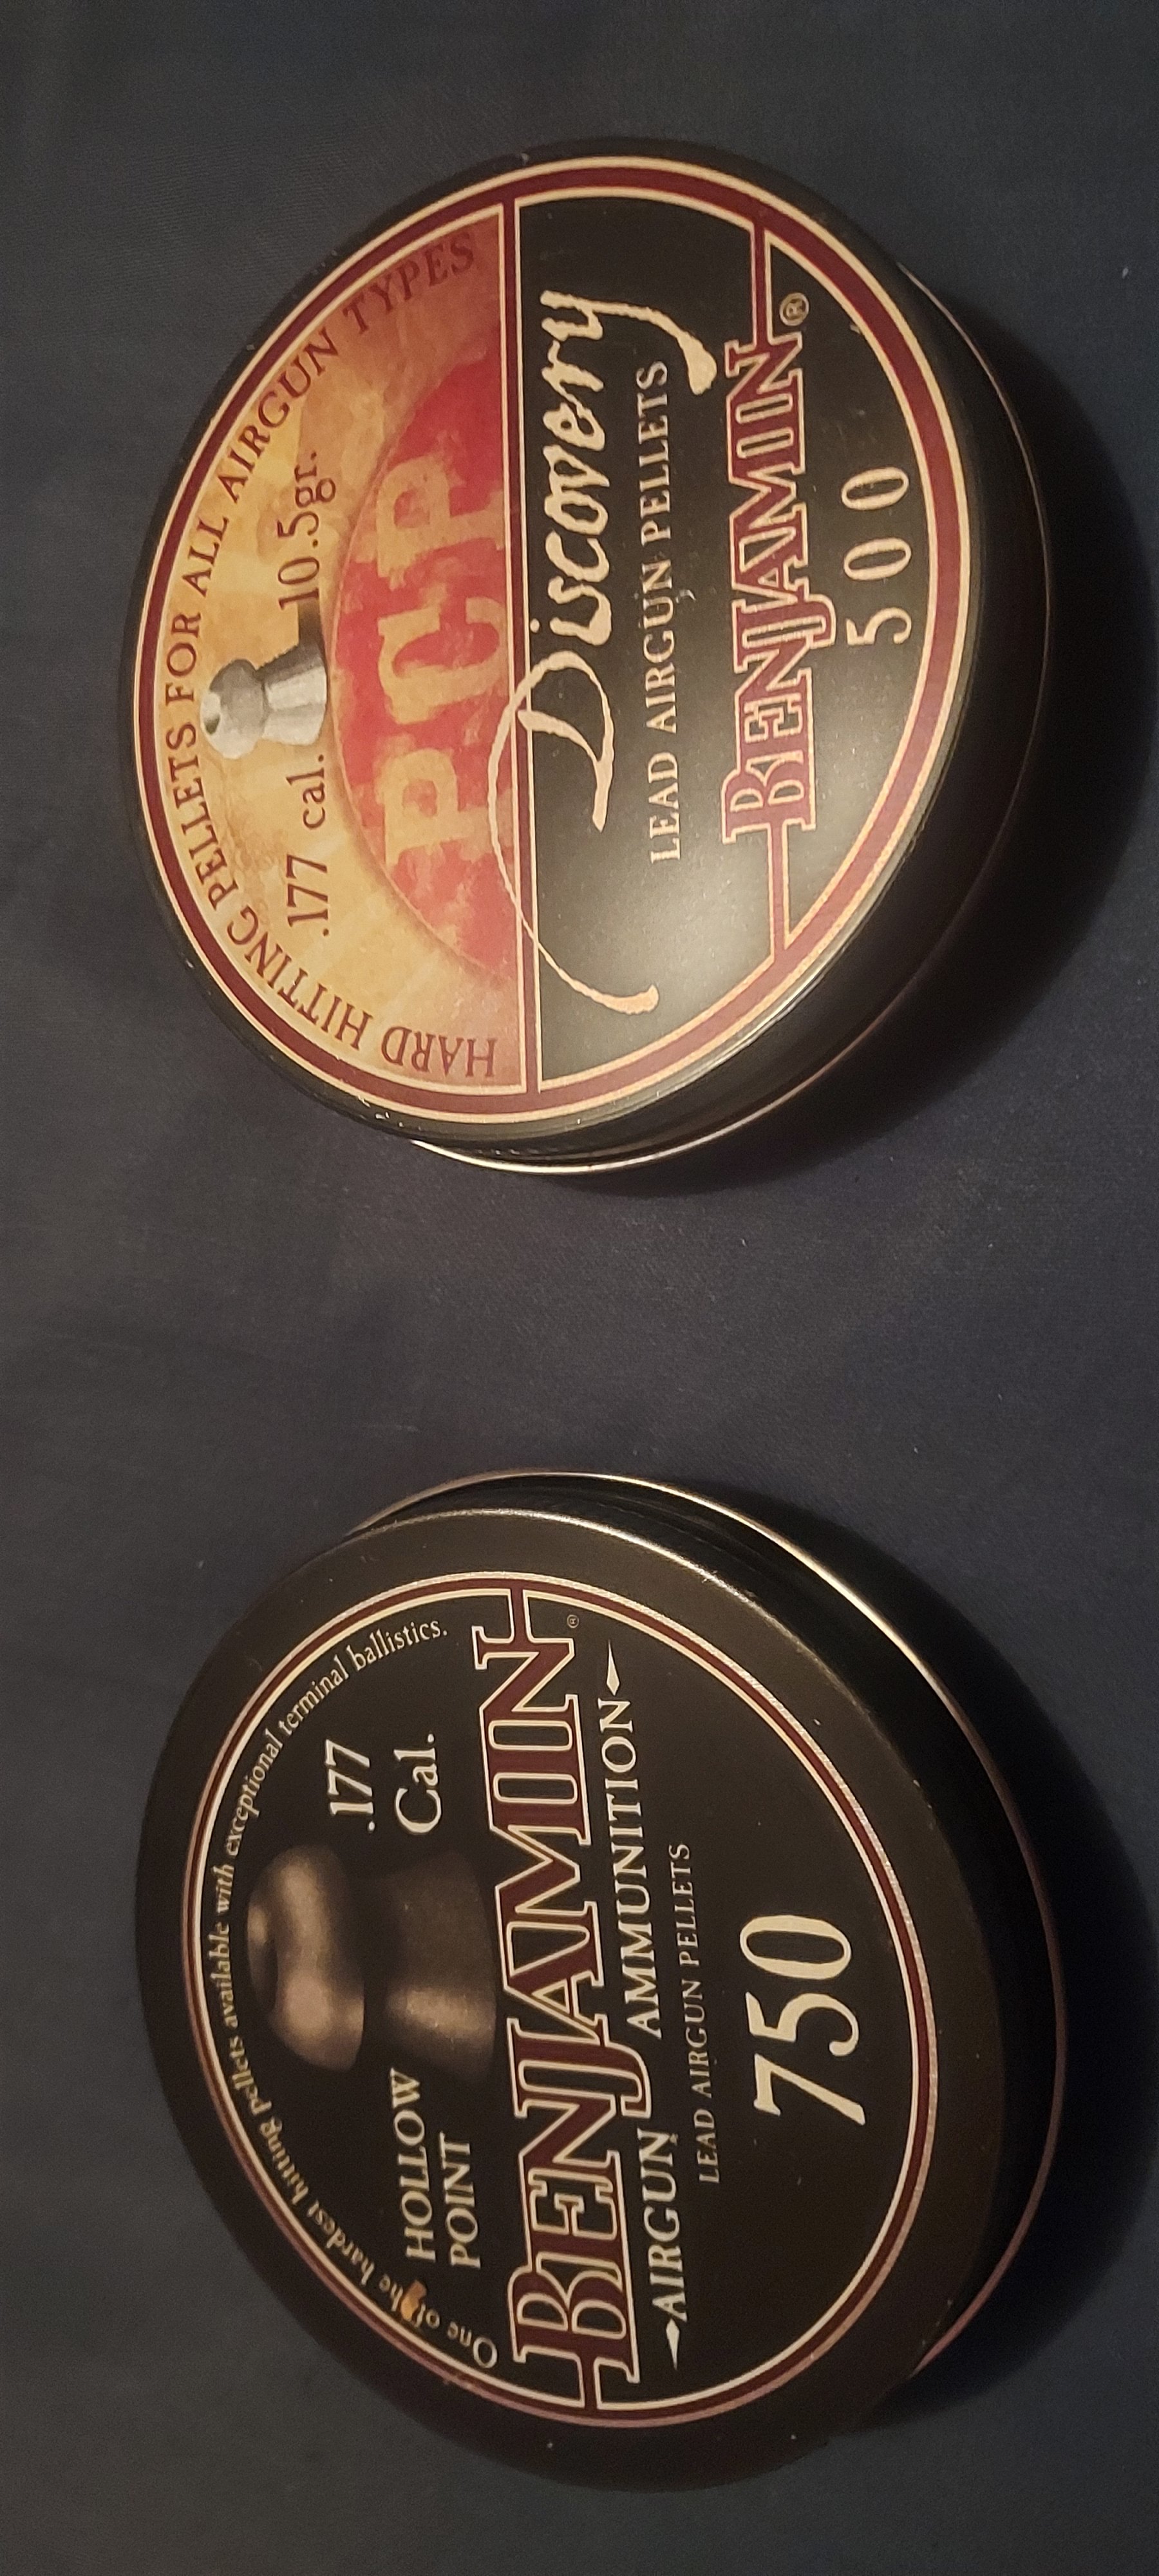 One of the hardest hitting pellets available with exceptional terminal ballistics.
HOLLOW
POINT
.177
Cal.
BENJAMIN®
AIRGUN AMMUNITION
LEAD AIRGUN PELLETS
750
HARD HITTING PELLETS FOR ALL AIRGUN TYPES
.177 cal. 10.5gr.
PCP
Discovery
LEAD AIRGUN PELLETS
BENJAMIN®
500